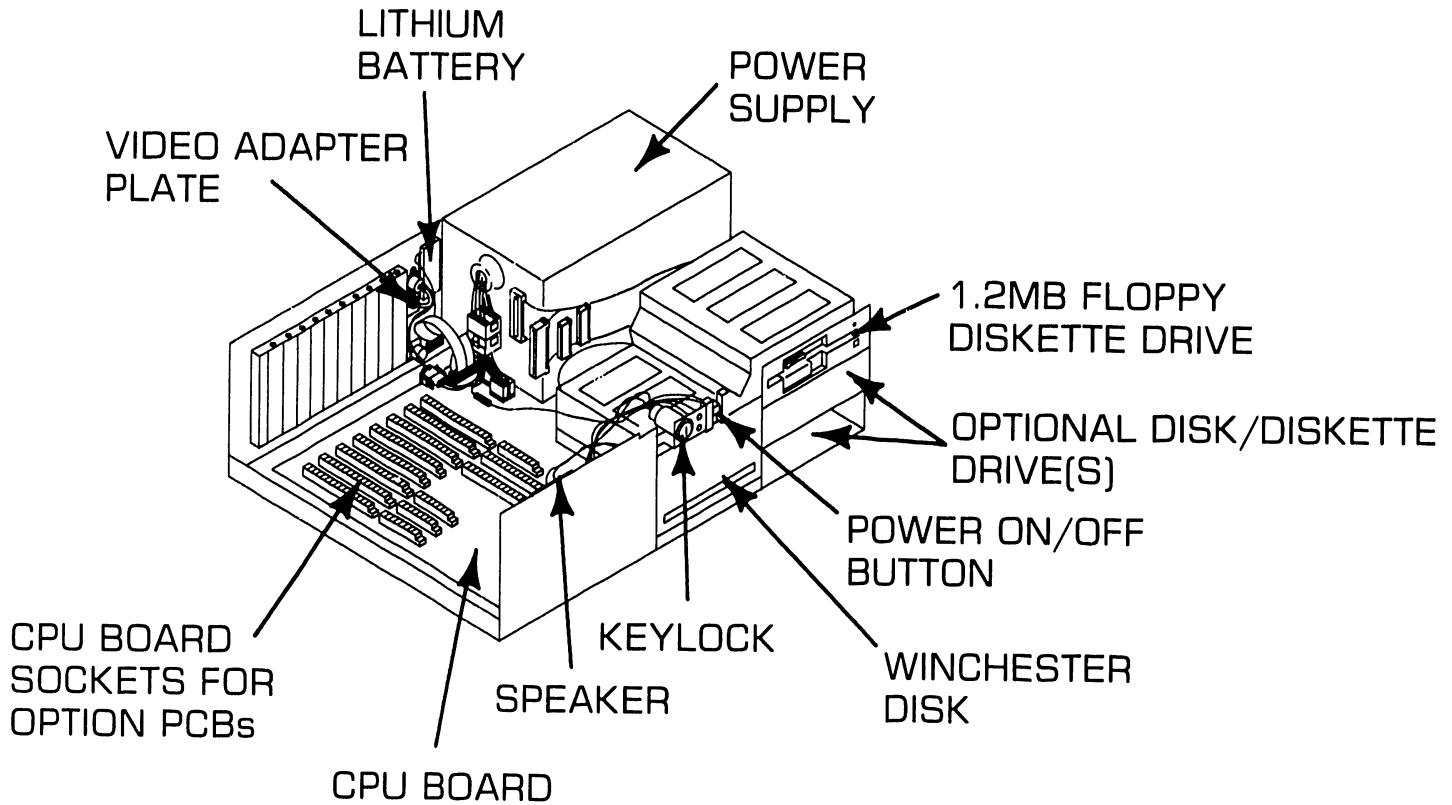 LITHIUM
BATTERY
POWER
SUPPLY
VIDEO ADAPTER
PLATE
1.2MB FLOPPY
DISKETTE DRIVE
OPTIONAL DISK/DISKETTE
DRIVE(S)
POWER ON/OFF
BUTTON
CPU BOARD
SOCKETS FOR
OPTION PCBs
KEYLOCK
WINCHESTER
DISK
SPEAKER
CPU BOARD